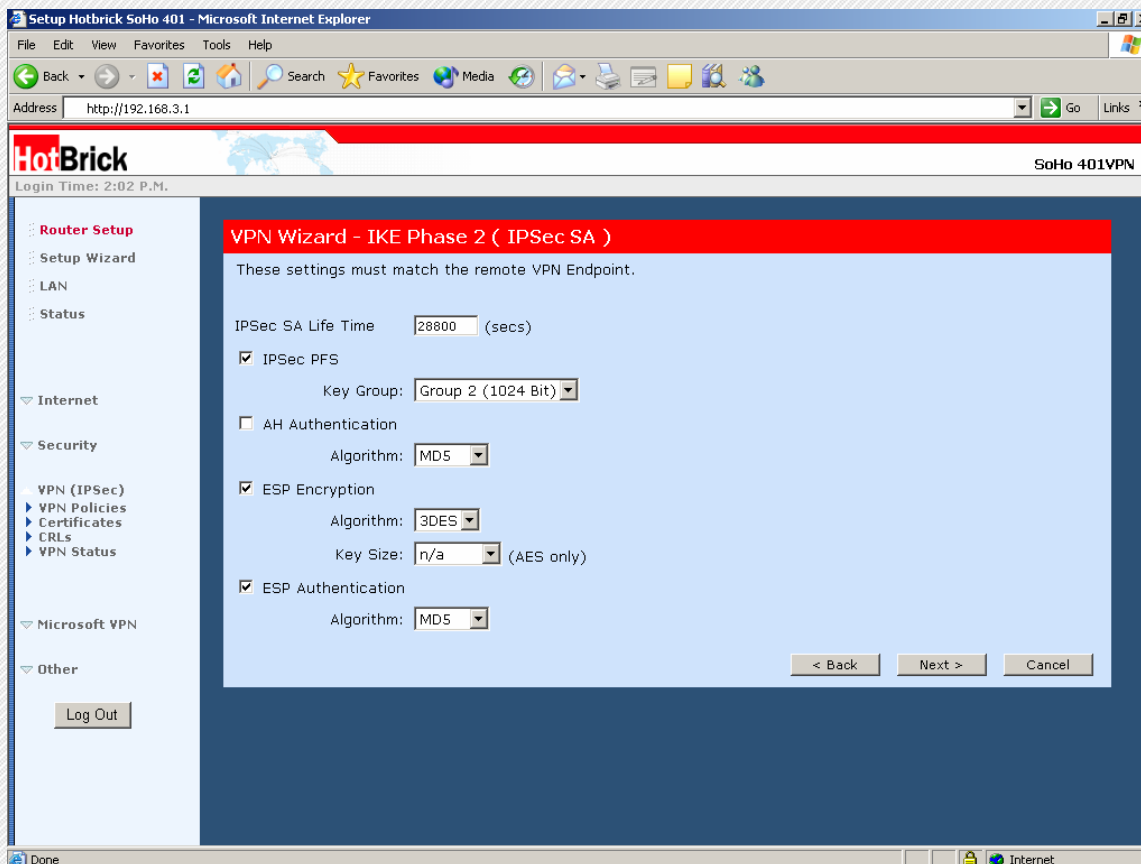 Setup Hotbrick SoHo 401 - Microsoft Internet Explorer
File Edit View Favorites Tools Help
Back Search Favorites Media
Address http://192.168.3.1 Go Links
HotBrick
SoHo 401VPN
Login Time: 2:02 P.M.
Router Setup
Setup Wizard
LAN
Status
Internet
Security
VPN (IPSec)
VPN Policies
Certificates
CRLs
VPN Status
Microsoft VPN
Other
Log Out
VPN Wizard - IKE Phase 2 ( IPSec SA )
These settings must match the remote VPN Endpoint.
IPSec SA Life Time 28800 (secs)
IPSec PFS
Key Group: Group 2 (1024 Bit)
AH Authentication
Algorithm: MD5
ESP Encryption
Algorithm: 3DES
Key Size: n/a (AES only)
ESP Authentication
Algorithm: MD5
< Back Next > Cancel
Done Internet